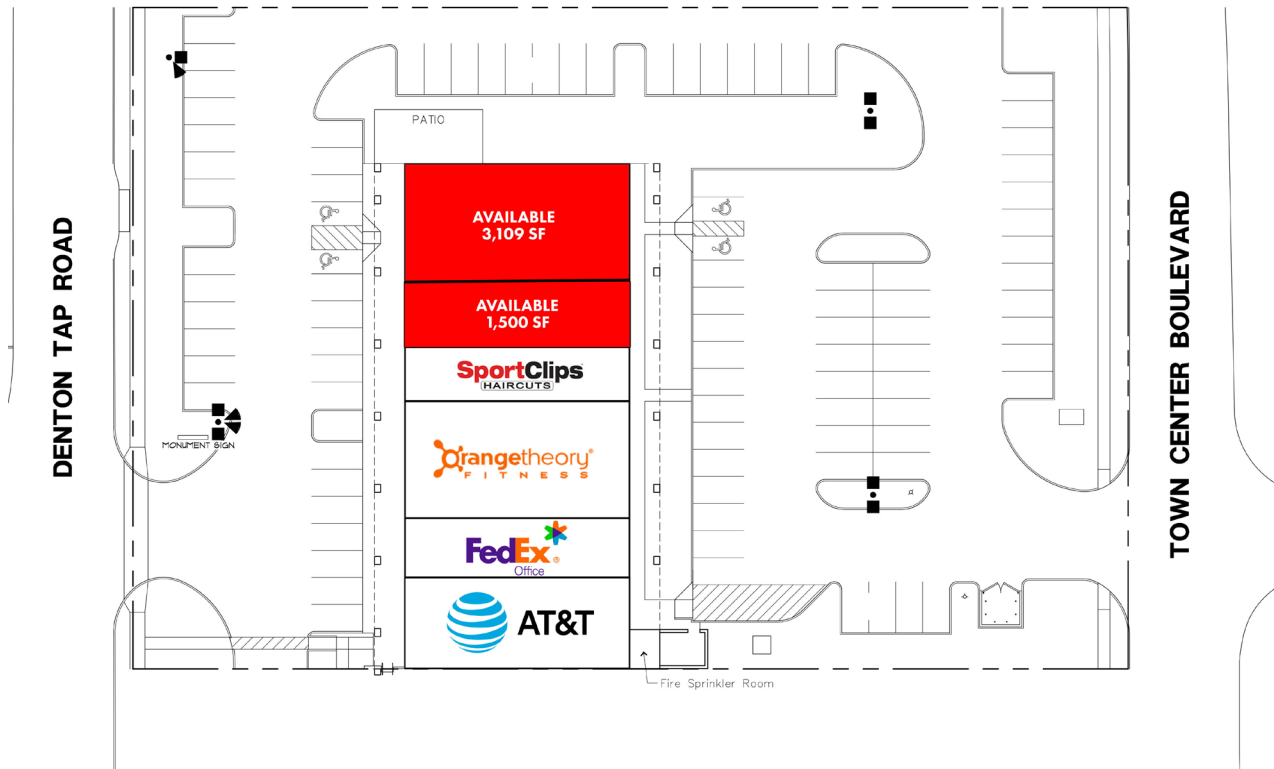 PATIO
AVAILABLE
3,109 SF
AVAILABLE
1,500 SF
SportClips
HAIRCUTS
orangetheory®
FITNESS
FedEx®
Office
AT&T
DENTON TAP ROAD
MONUMENT SIGN
TOWN CENTER BOULEVARD
Fire Sprinkler Room